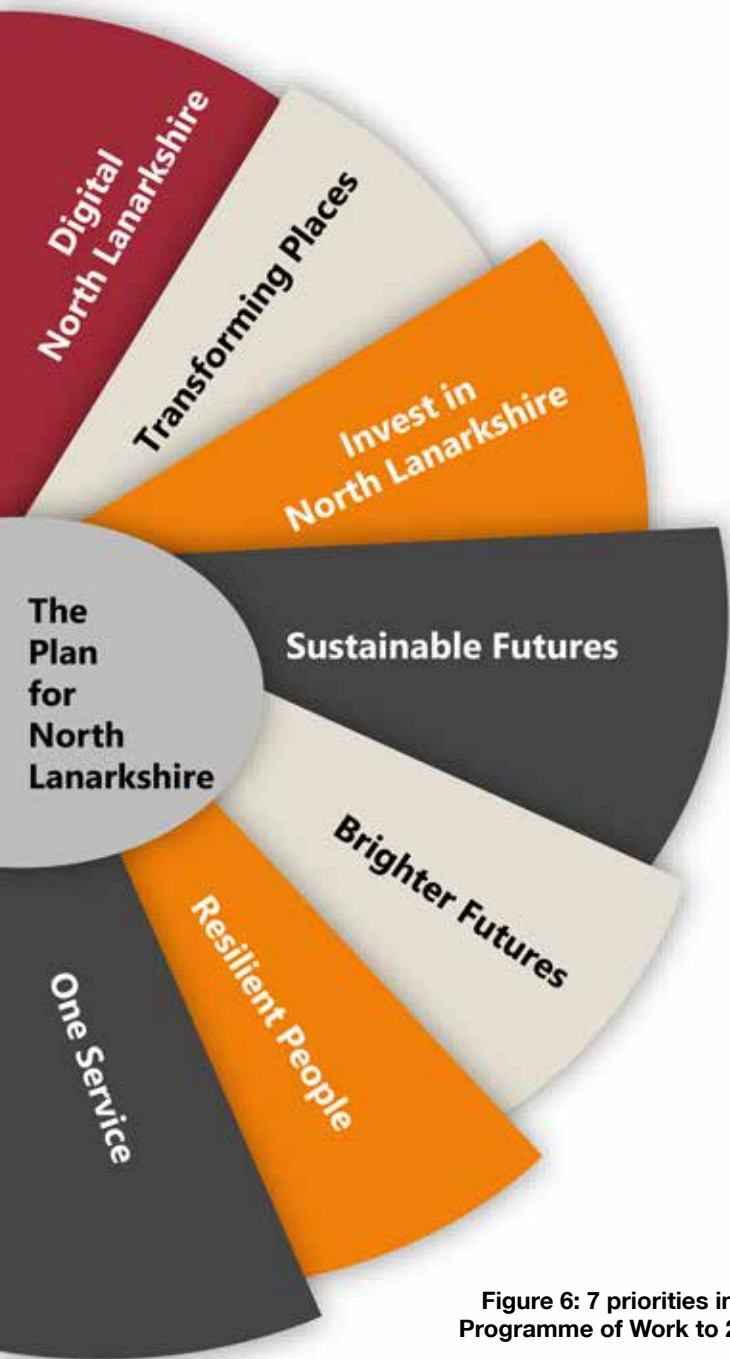 Digital
North Lanarkshire
Transforming Places
Invest in
North Lanarkshire
Sustainable Futures
The
Plan
for
North
Lanarkshire
Brighter Futures
Resilient People
One Service
Figure 6: 7 priorities in
Programme of Work to